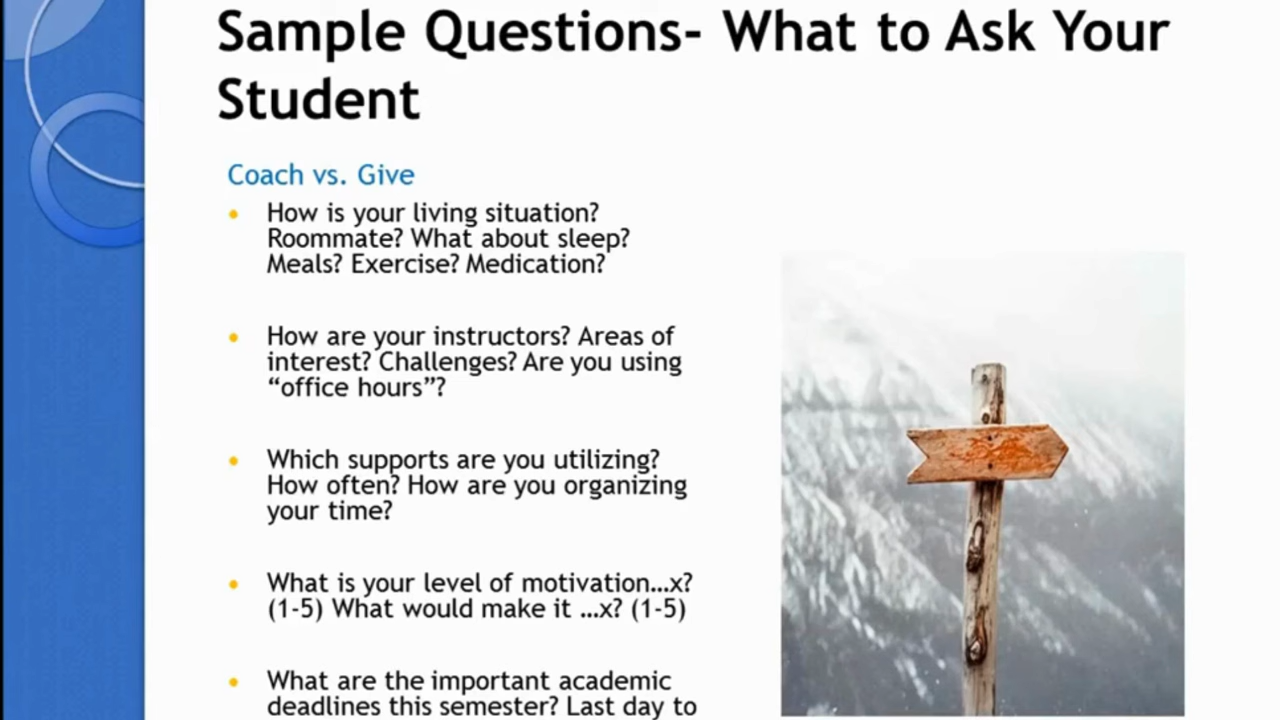 Sample Questions- What to Ask Your
Student
Coach vs. Give
• How is your living situation?
Roommate? What about sleep?
Meals? Exercise? Medication?
• How are your instructors? Areas of
interest? Challenges? Are you using
“office hours”?
• Which supports are you utilizing?
How often? How are you organizing
your time?
• What is your level of motivation...x?
(1-5) What would make it ...x? (1-5)
• What are the important academic
deadlines this semester? Last day to